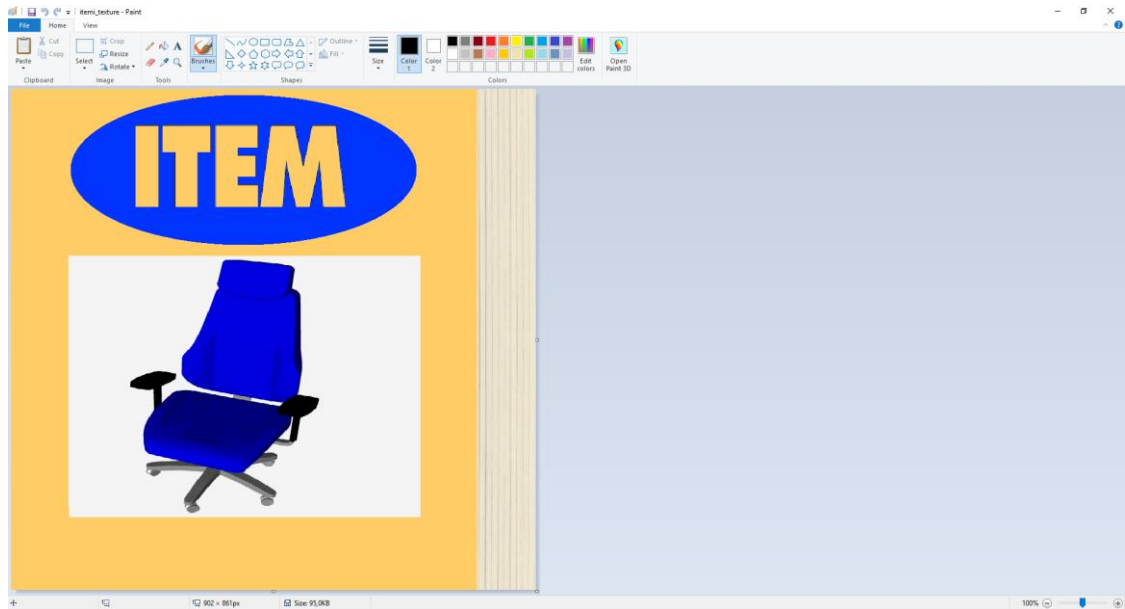 itemi_texture - Paint
File Home View
Paste
Cut
Copy
Clipboard
Select
Crop
Resize
Rotate
Image
A
Tools
Brushes
Shapes
Outline
Fill
Size
Color 1
Color 2
Colors
Edit colors
Open Paint 3D
ITEM
902 × 861px
Size: 95,0KB
100%